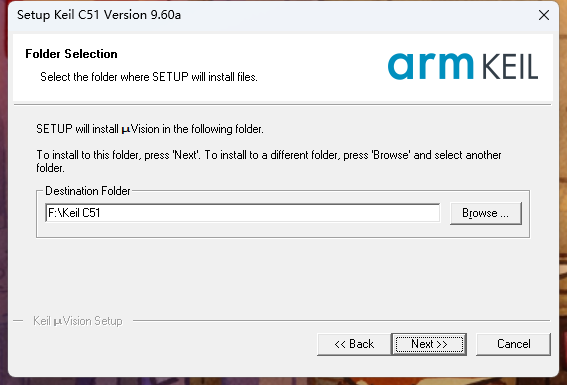 Setup Keil C51 Version 9.60a
Folder Selection
Select the folder where SETUP will install files.
arm KEIL
SETUP will install µVision in the following folder.
To install to this folder, press 'Next'. To install to a different folder, press 'Browse' and select another
folder.
Destination Folder
F:\Keil C51
Browse ...
Keil µVision Setup
<< Back
Next >>
Cancel